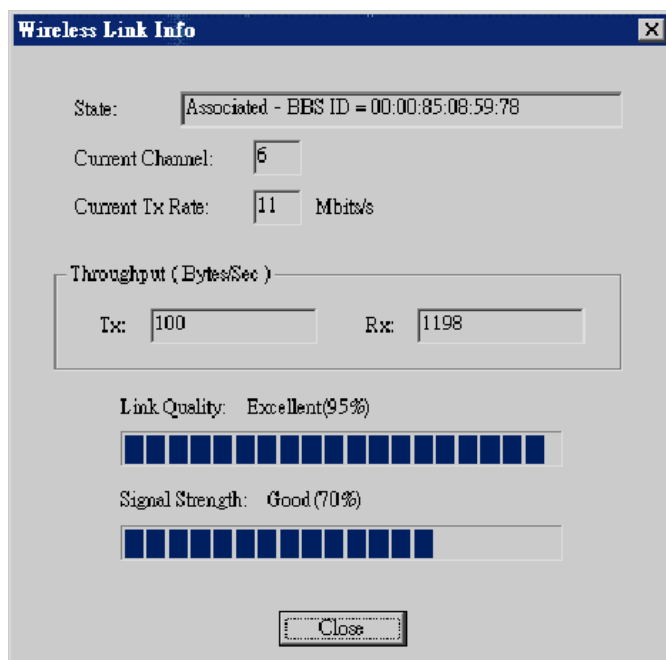 Wireless Link Info
State: Associated - BBS ID = 00:00:85:08:59:78
Current Channel: 6
Current Tx Rate: 11 Mbits/s
Throughput ( Bytes/Sec )
Tx: 100 Rx: 1198
Link Quality: Excellent(95%)
Signal Strength: Good (70%)
Close